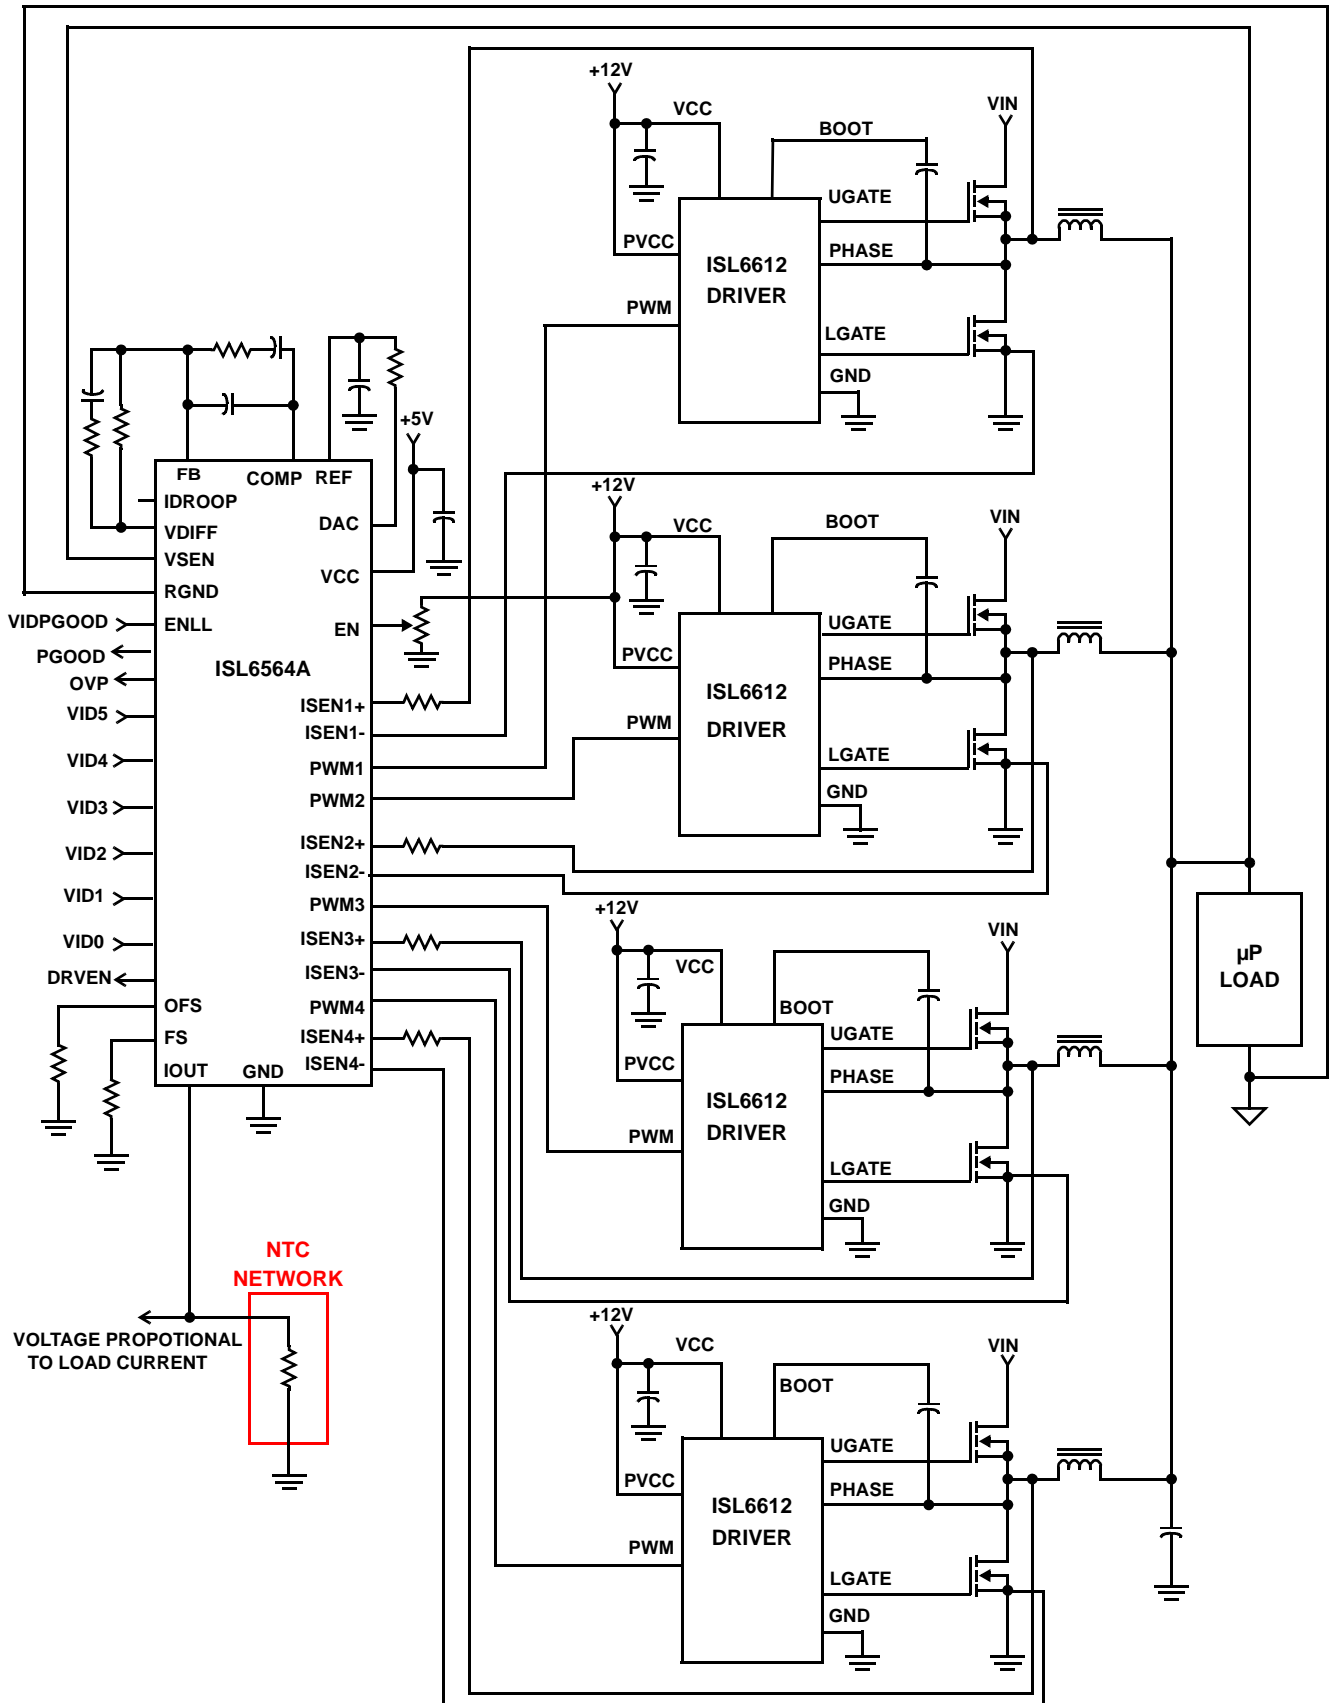 +12V
VCC
BOOT
VIN
UGATE
PVCC
ISL6612
DRIVER
PHASE
PWM
LGATE
GND
+5V
FB
COMP
REF
IDROOP
VDIFF
DAC
VSEN
VCC
RGND
VIDPGOOD
ENLL
EN
PGOOD
ISL6564A
OVP
VID5
ISEN1+
ISEN1-
VID4
PWM1
PWM2
VID3
ISEN2+
VID2
ISEN2-
VID1
PWM3
VID0
ISEN3+
DRVEN
ISEN3-
OFS
PWM4
FS
ISEN4+
IOUT
GND
ISEN4-
+12V
VCC
BOOT
VIN
UGATE
PVCC
ISL6612
DRIVER
PHASE
PWM
LGATE
GND
+12V
VCC
BOOT
VIN
UGATE
PVCC
ISL6612
DRIVER
PHASE
PWM
LGATE
GND
µP
LOAD
NTC
NETWORK
VOLTAGE PROPOTIONAL
TO LOAD CURRENT
+12V
VCC
BOOT
VIN
UGATE
PVCC
ISL6612
DRIVER
PHASE
PWM
LGATE
GND